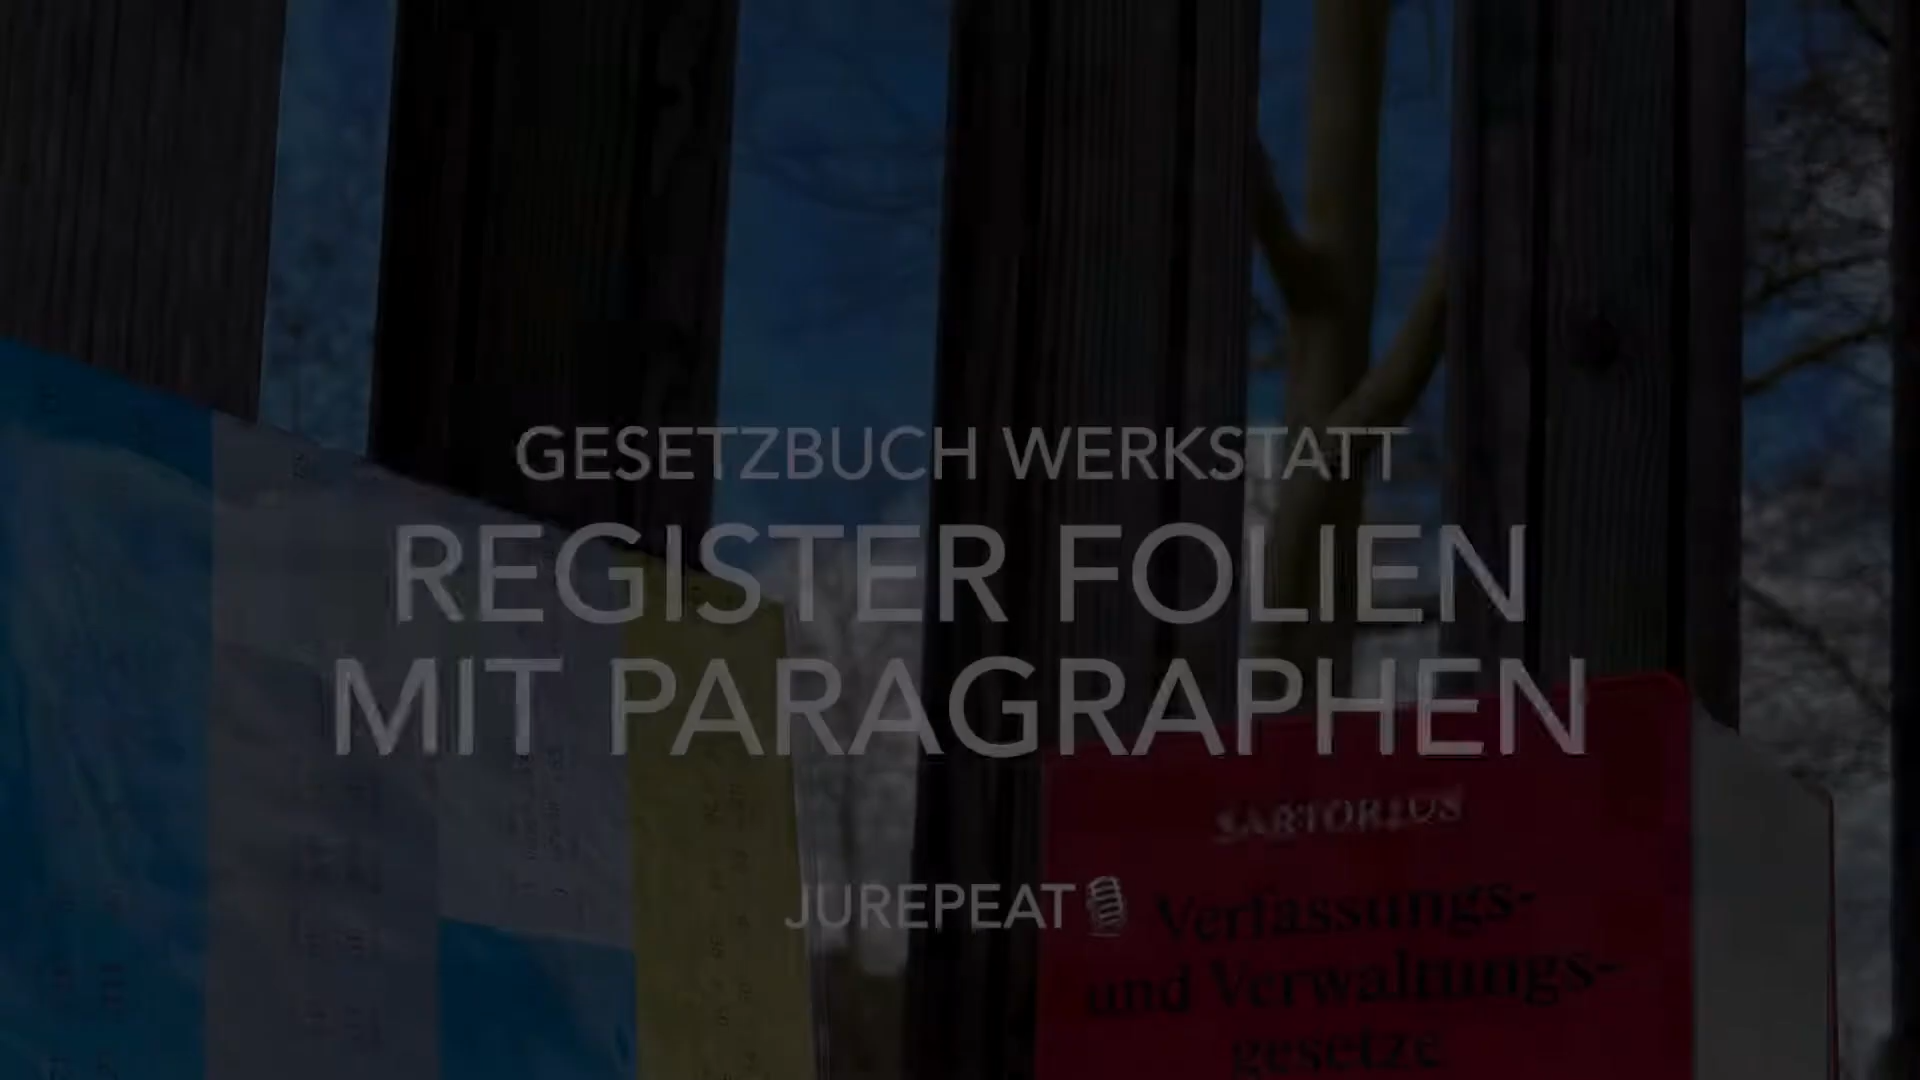 GESETZBUCH WERKSTATT
REGISTER FOLIEN
MIT PARAGRAPHEN
SARTORIUS
JUREPEAT
Verfassungs-
und Verwaltungs-
gesetze